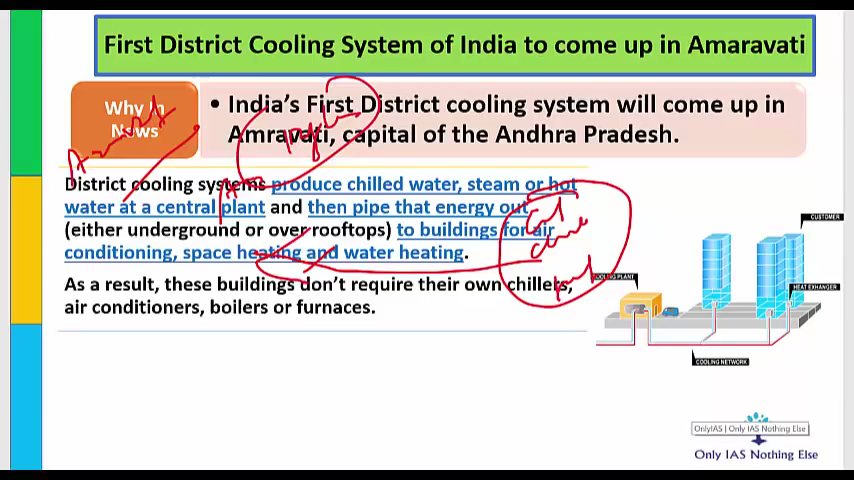 First District Cooling System of India to come up in Amaravati
Why In
News
• India's First District cooling system will come up in
Amravati, capital of the Andhra Pradesh.
District cooling systems produce chilled water, steam or hot
water at a central plant and then pipe that energy out
(either underground or over rooftops) to buildings for air
conditioning, space heating and water heating.
As a result, these buildings don't require their own chillers,
air conditioners, boilers or furnaces.
CUSTOMER
COOLING PLANT
HEAT EXHANGER
COOLING NETWORK
OnlyIAS | Only IAS Nothing Else
Only IAS Nothing Else